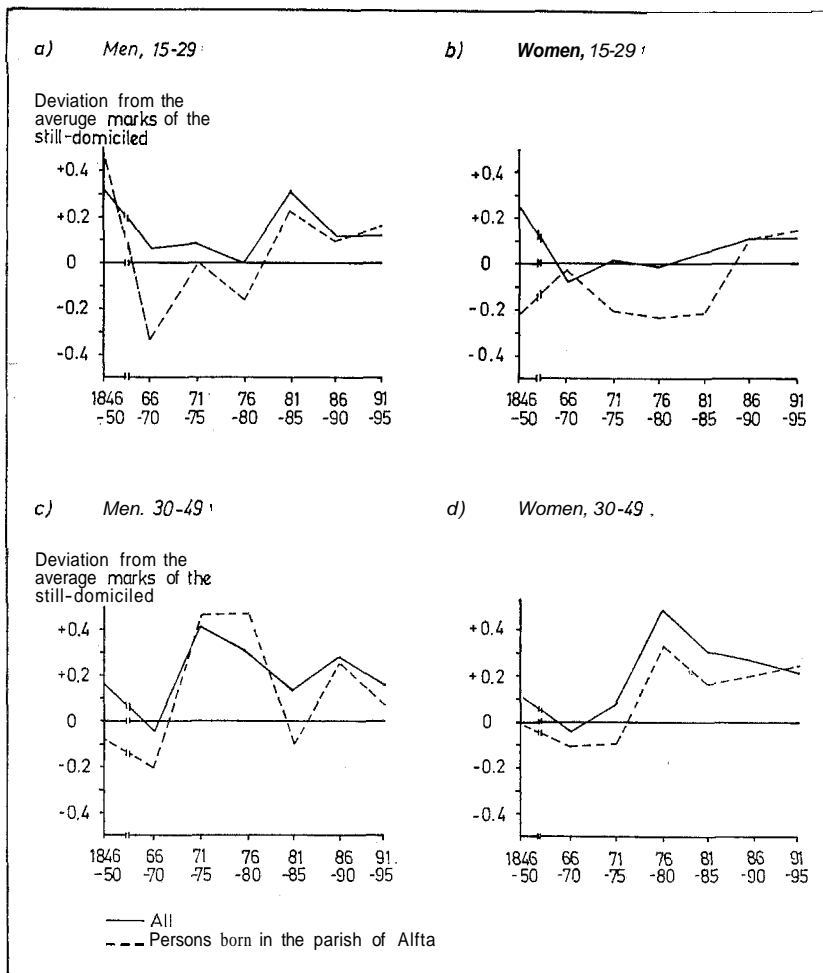 a) Men, 15-29
b) Women, 15-29
Deviation from the
averuge marks of the
still-domiciled
+0.4
+0.2
0
-0.2
-0.4
1846 66 71 76 81 86 91
-50 -70 -75 -80 -85 -90 -95
+0.4
+0.2
0
-0.2
-0.4
1846 66 71 76 81 86 91
-50 -70 -75 -80 -85 -90 -95
c) Men. 30-49
d) Women, 30-49
Deviation from the
average marks of the
still-domiciled
+0.4
+0.2
0
-0.2
-0.4
1846 66 71 76 81 86 91
-50 -70 -75 -80 -85 -90 -95
+0.4
+0.2
0
-0.2
-0.4
1846 66 71 76 81 86 91
-50 -70 -75 -80 -85 -90 -95
All
Persons born in the parish of Alfta